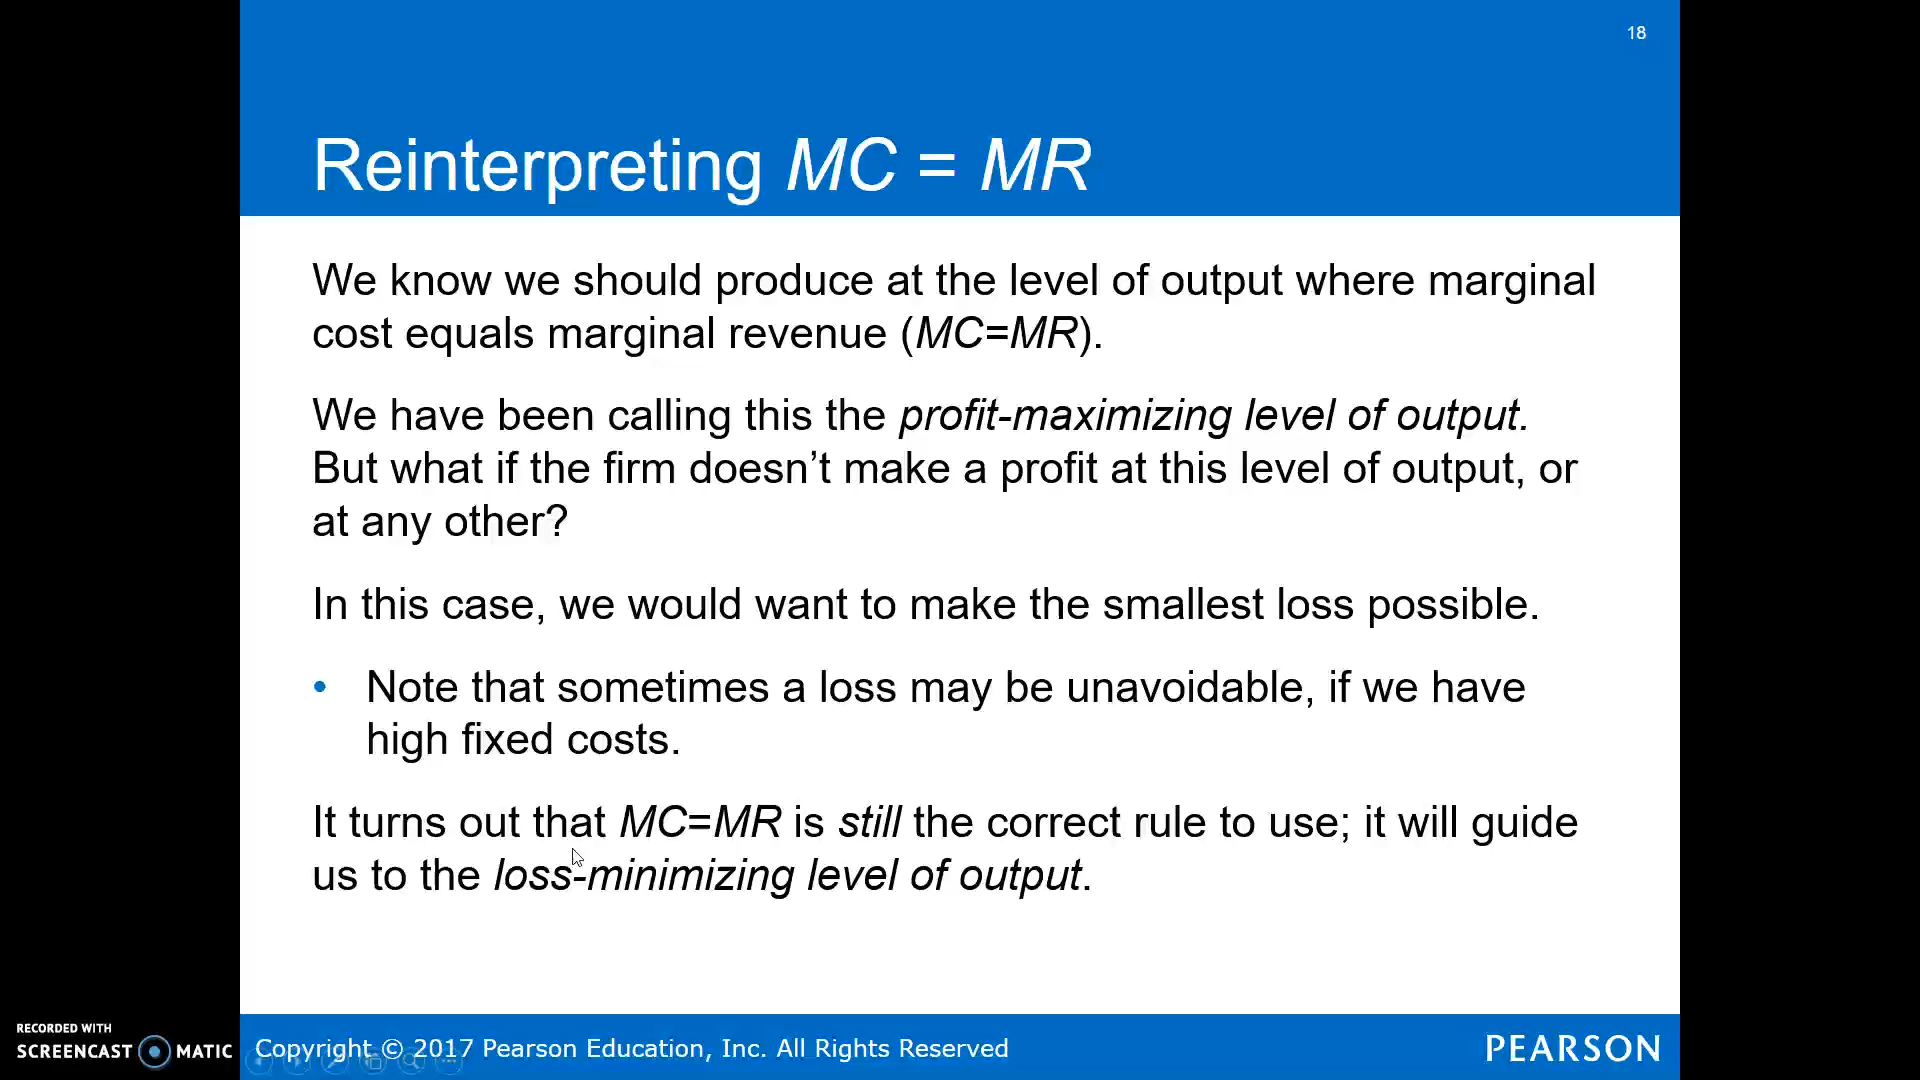 18
Reinterpreting MC = MR
We know we should produce at the level of output where marginal
cost equals marginal revenue (MC=MR).
We have been calling this the profit-maximizing level of output.
But what if the firm doesn’t make a profit at this level of output, or
at any other?
In this case, we would want to make the smallest loss possible.
• Note that sometimes a loss may be unavoidable, if we have
high fixed costs.
It turns out that MC=MR is still the correct rule to use; it will guide
us to the loss-minimizing level of output.
RECORDED WITH
SCREENCAST MATIC
Copyright © 2017 Pearson Education, Inc. All Rights Reserved
PEARSON